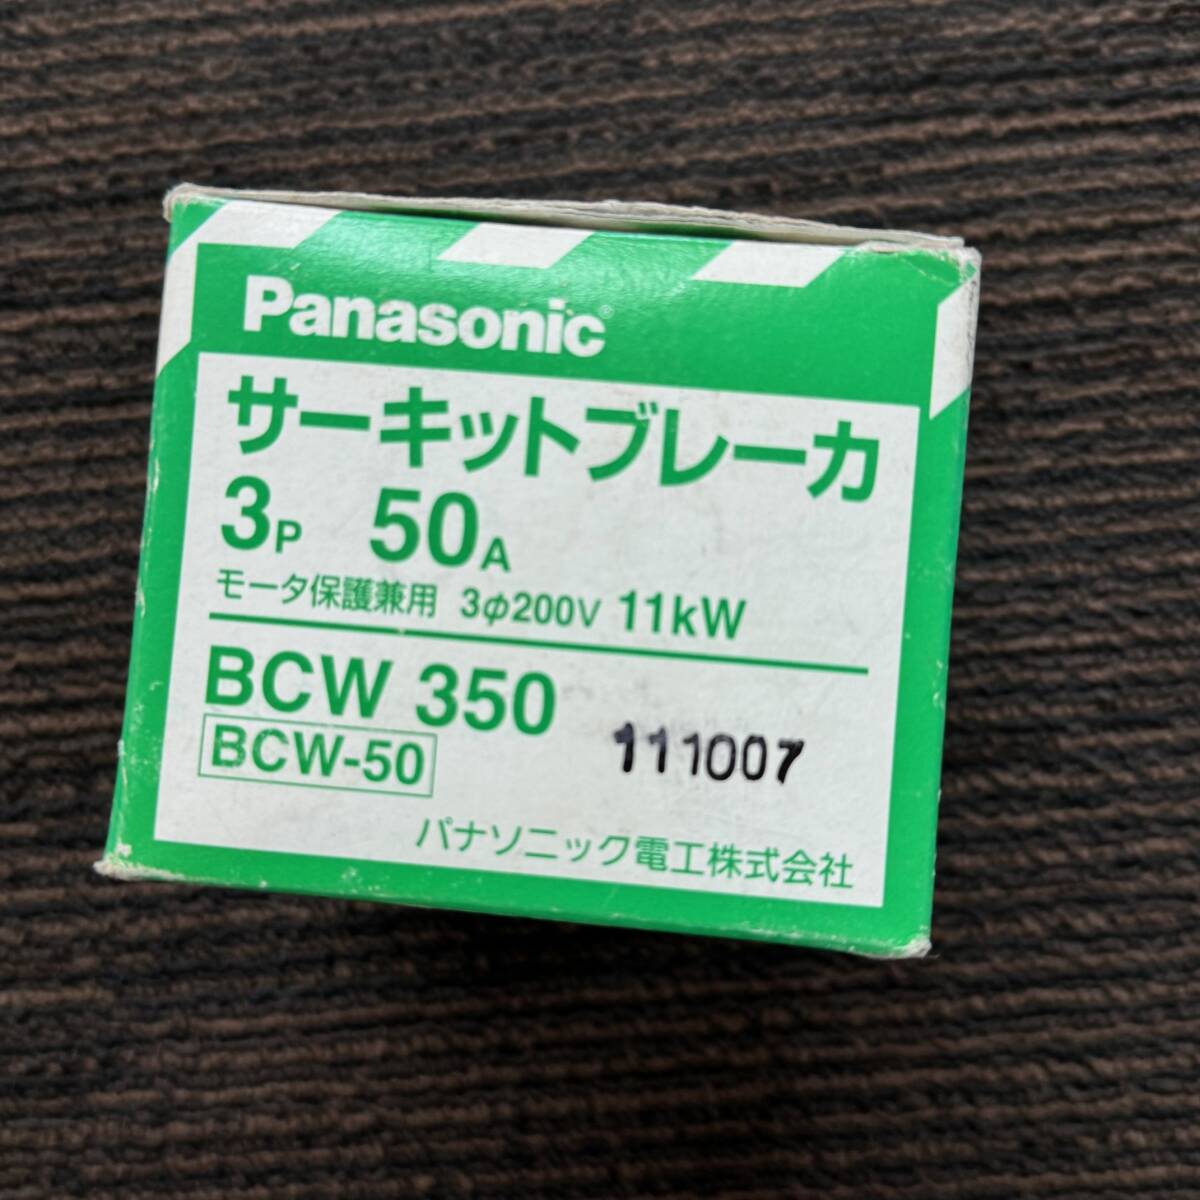 Panasonic®
サーキットブレーカ
3P 50A
モータ保護兼用 3φ200V 11kW
BCW 350
BCW-50
111007
パナソニック電工株式会社